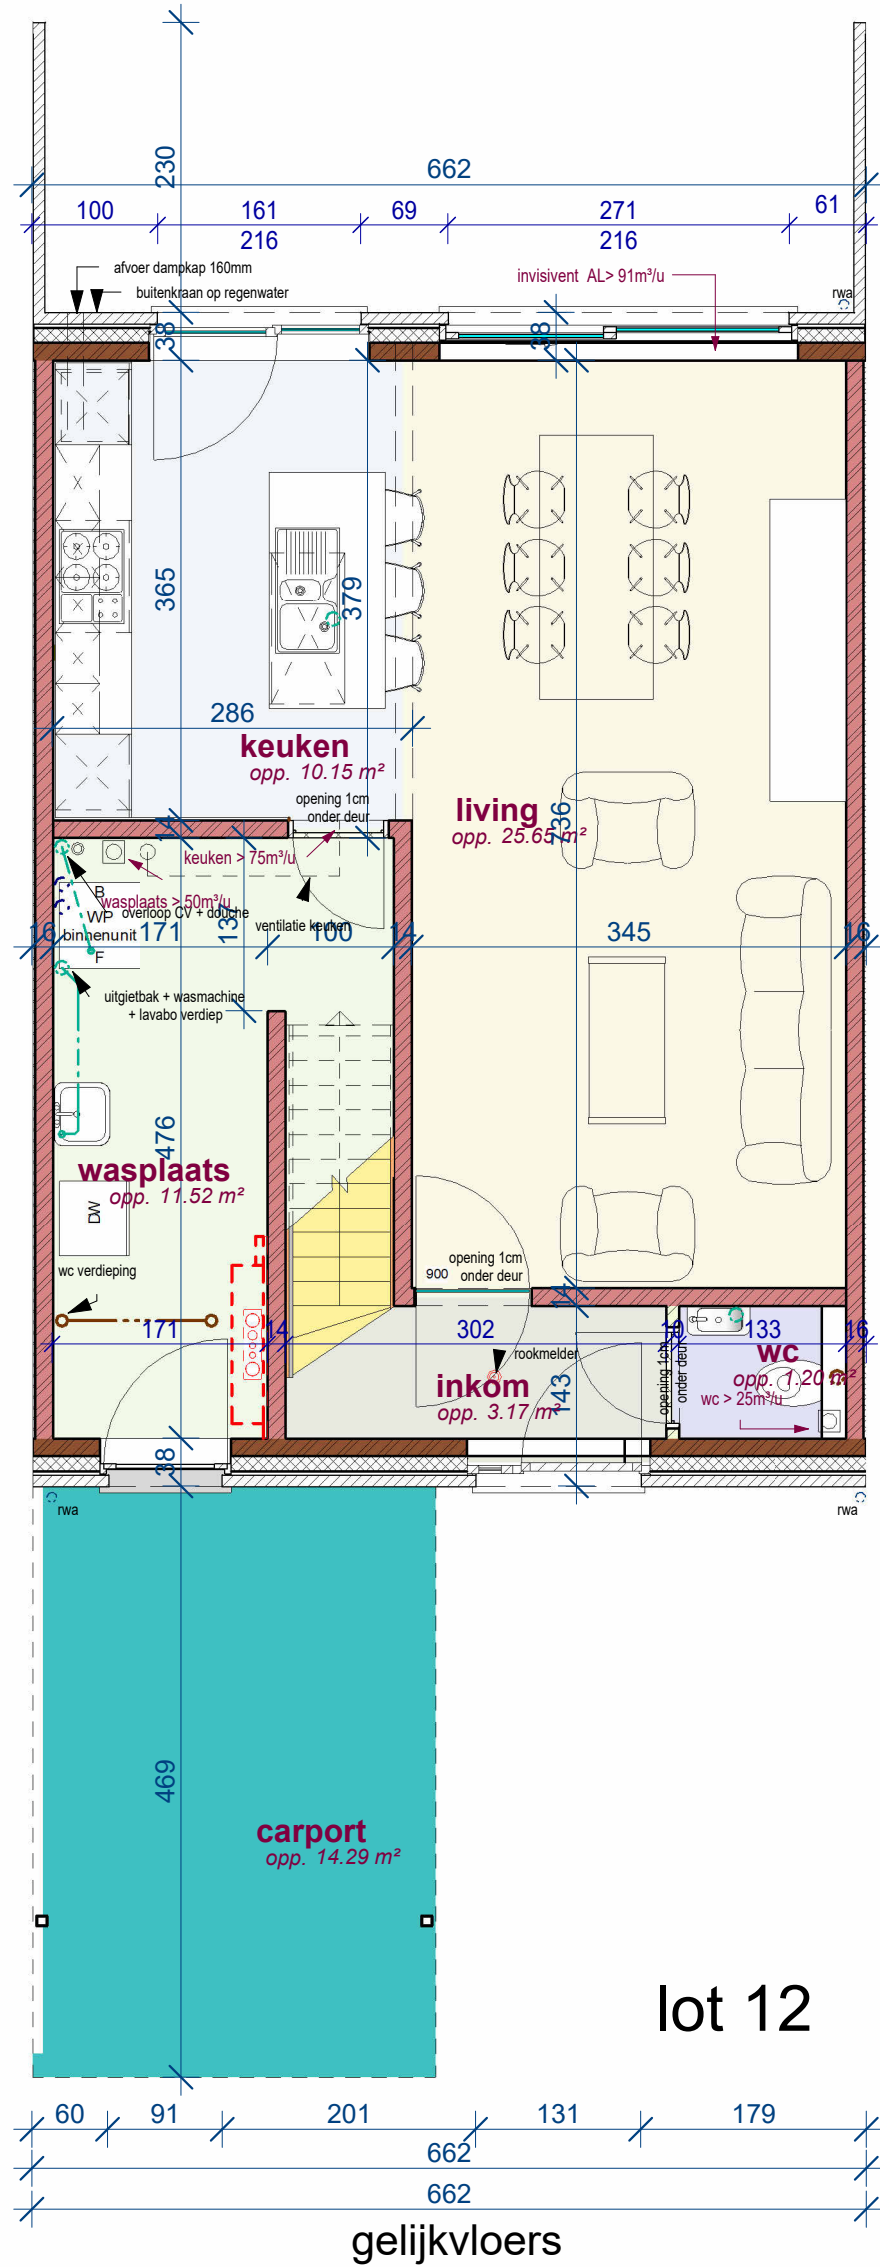 230
662
100 161 69 271 61
216 216
afvoer dampkap 160mm
invisivent AL> 91m³/u
buitenkraan op regenwater
rwa
38 38
365
379
286
keuken
opp. 10.15 m²
opening 1cm
onder deur
living
opp. 25.65 m²
736
14
keuken > 75m³/u
B
wasplaats > 50m³/u
WP
overloop CV + douche
137
ventilatie keuken
binnenunit
16 171 100 14 345 16
F
uitgietbak + wasmachine
+ lavabo verdiep
476
wasplaats
opp. 11.52 m²
DW
wc verdieping
opening 1cm
onder deur
900
14
171 14 302 10 133 16
rookmelder
wc
opp. 1.20 m²
opening 1cm
onder deur
inkom
opp. 3.17 m²
143
wc > 25m³/u
38
rwa
rwa
469
carport
opp. 14.29 m²
lot 12
60 91 201 131 179
662
662
gelijkvloers